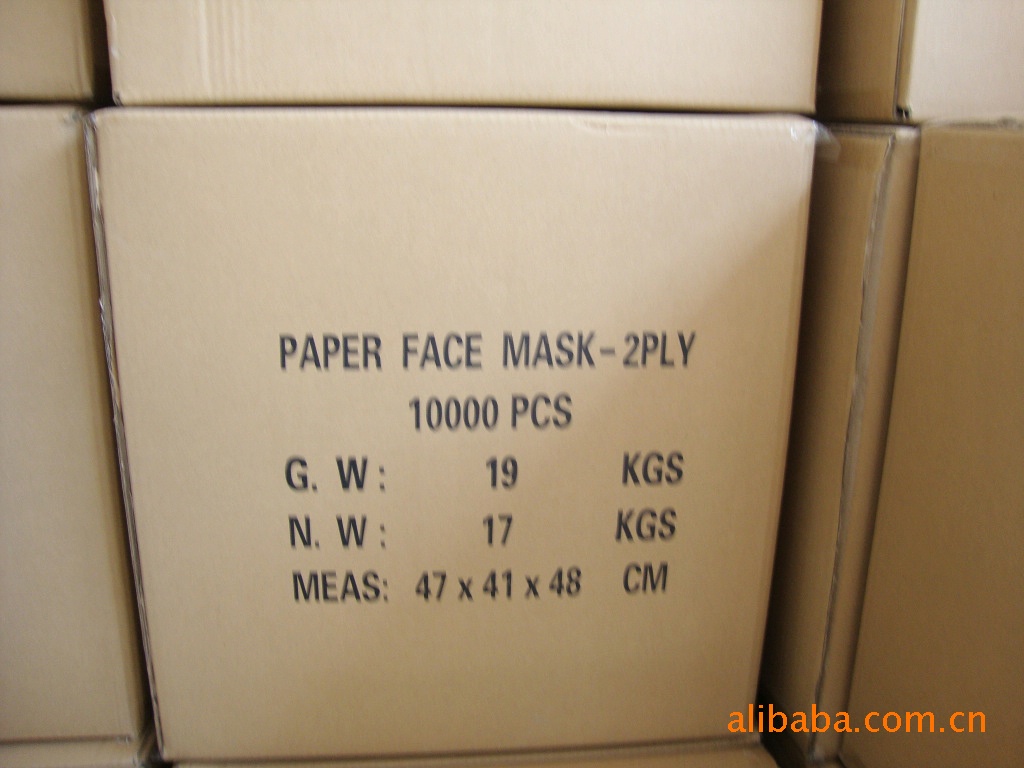 PAPER FACE MASK-2PLY
10000 PCS
G. W: 19 KGS
N. W: 17 KGS
MEAS: 47 x 41 x 48 CM
alibaba.com.cn